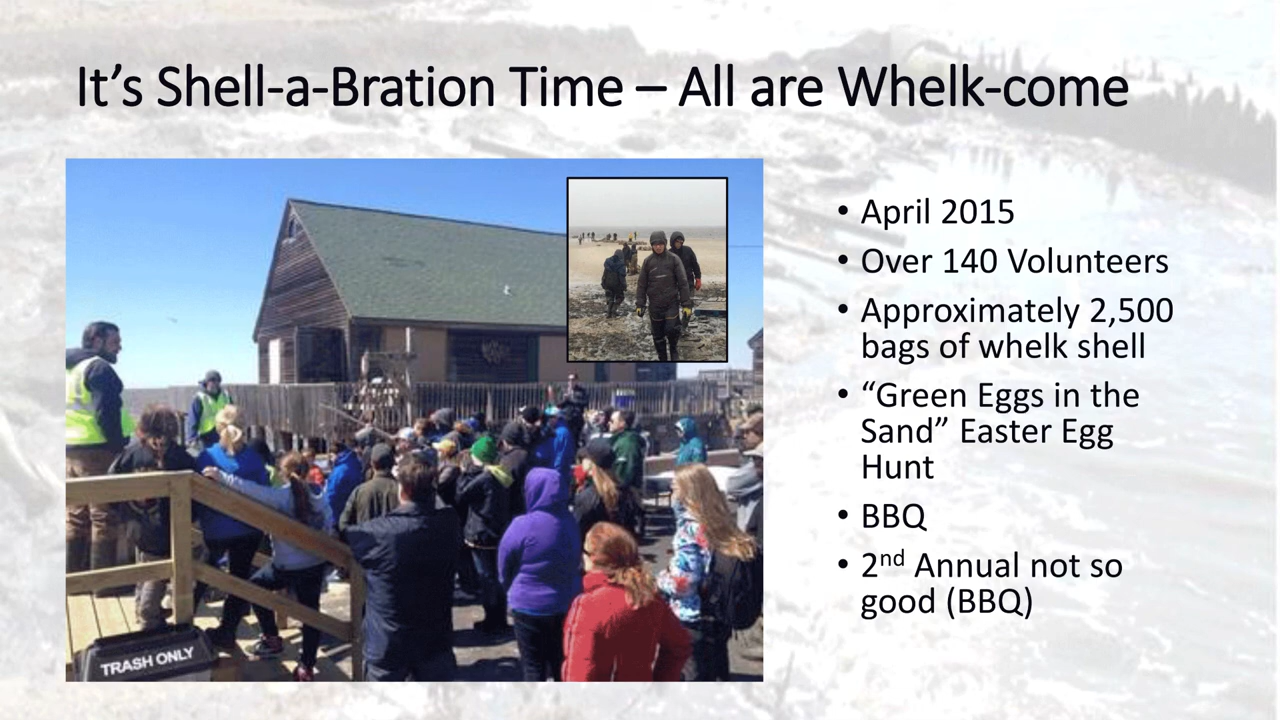 It’s Shell-a-Bration Time – All are Whelk-come
• April 2015
• Over 140 Volunteers
• Approximately 2,500
bags of whelk shell
• “Green Eggs in the
Sand” Easter Egg
Hunt
• BBQ
• 2nd Annual not so
good (BBQ)
TRASH ONLY